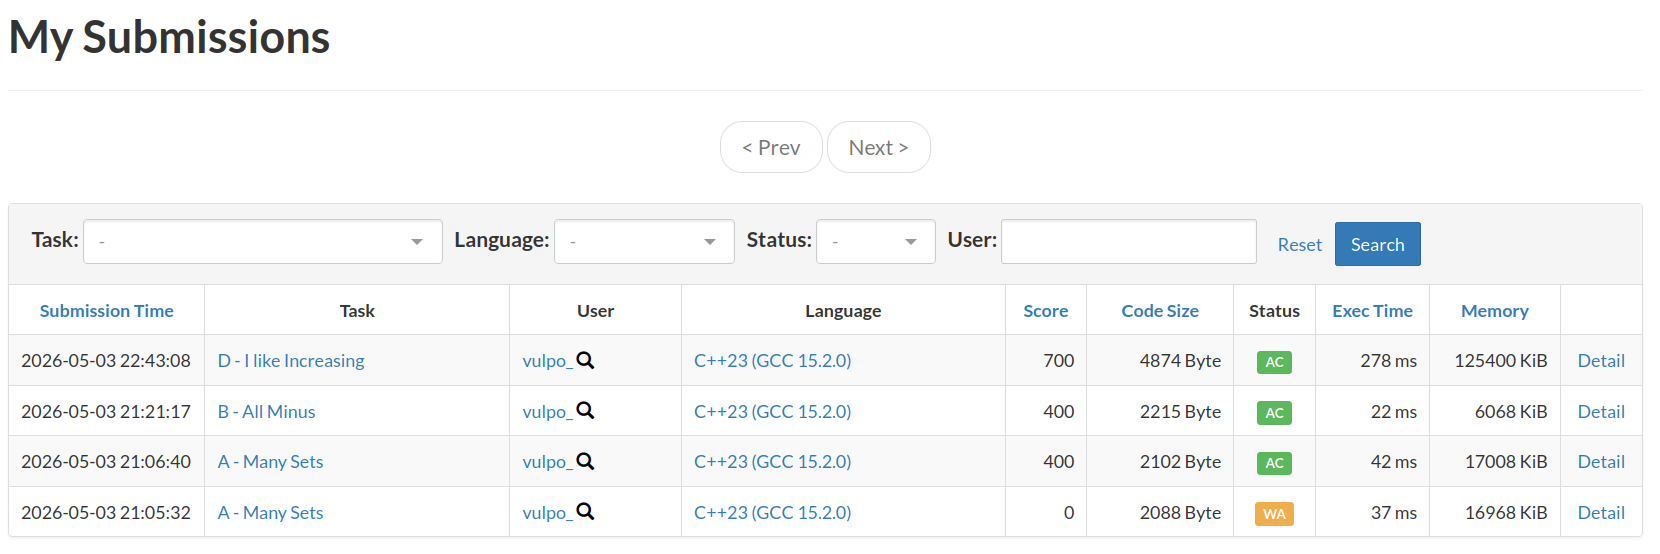 My Submissions
< Prev Next >
Task: - Language: - Status: - User: Reset Search
Submission Time Task User Language Score Code Size Status Exec Time Memory
2026-05-03 22:43:08 D - I like Increasing vulpo_ C++23 (GCC 15.2.0) 700 4874 Byte AC 278 ms 125400 KiB Detail
2026-05-03 21:21:17 B - All Minus vulpo_ C++23 (GCC 15.2.0) 400 2215 Byte AC 22 ms 6068 KiB Detail
2026-05-03 21:06:40 A - Many Sets vulpo_ C++23 (GCC 15.2.0) 400 2102 Byte AC 42 ms 17008 KiB Detail
2026-05-03 21:05:32 A - Many Sets vulpo_ C++23 (GCC 15.2.0) 0 2088 Byte WA 37 ms 16968 KiB Detail